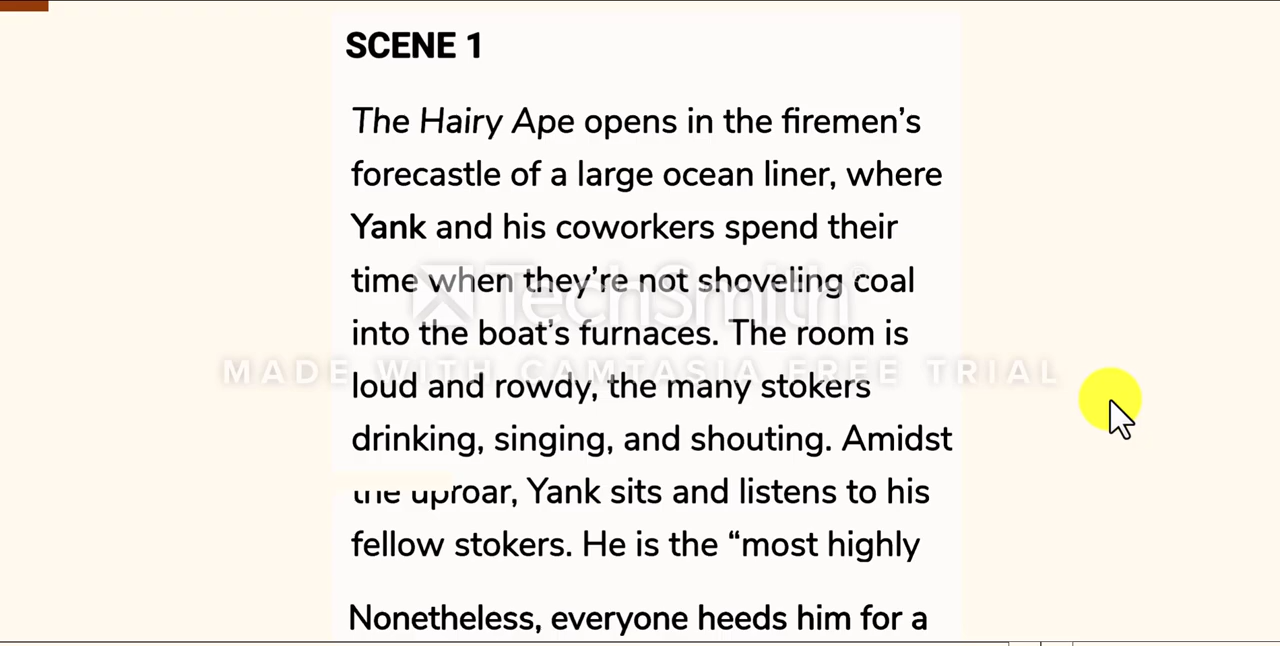 SCENE 1
The Hairy Ape opens in the firemen’s
forecastle of a large ocean liner, where
Yank and his coworkers spend their
time when they’re not shoveling coal
into the boat’s furnaces. The room is
loud and rowdy, the many stokers
drinking, singing, and shouting. Amidst
the uproar, Yank sits and listens to his
fellow stokers. He is the “most highly
Nonetheless, everyone heeds him for a
TechSmith
MADE WITH CAMTASIA FREE TRIAL